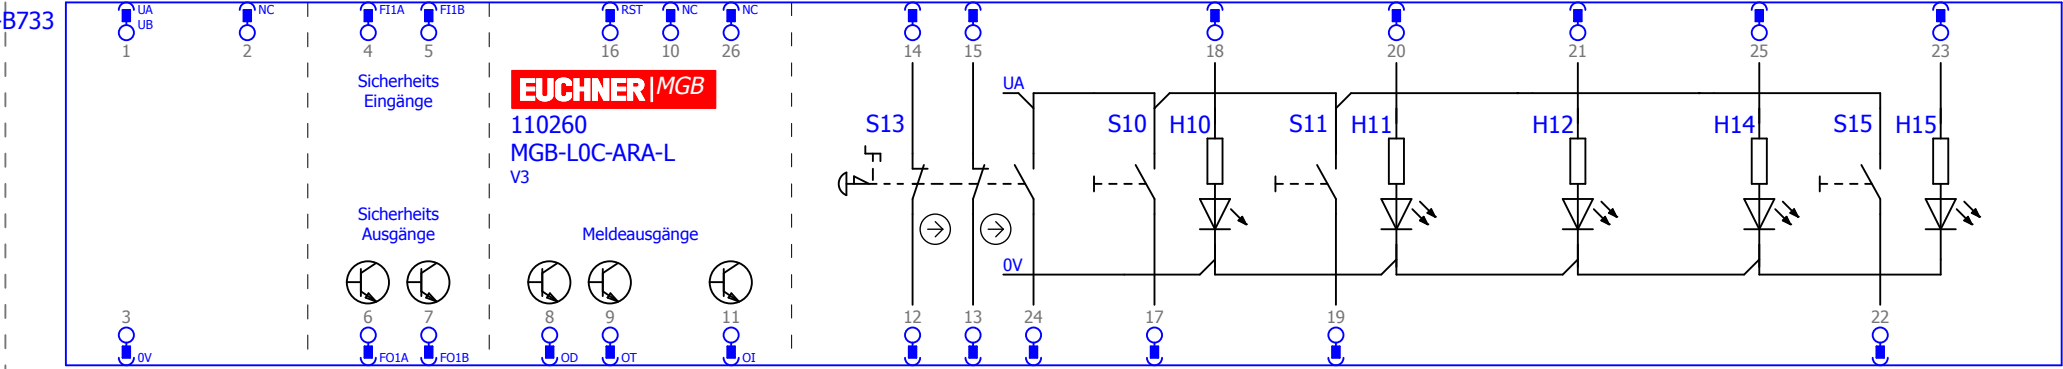 -B733
UA
UB
NC
FI1A
FI1B
RST
NC
NC
1
2
4
5
16
10
26
14
15
18
20
21
25
23
Sicherheits
Eingänge
EUCHNER|MGB
110260
MGB-L0C-ARA-L
V3
UA
S13
S10
H10
S11
H11
H12
H14
S15
H15
Sicherheits
Ausgänge
Meldeausgänge
0V
3
6
7
8
9
11
12
13
24
17
19
22
0V
FO1A
FO1B
OD
OT
OI